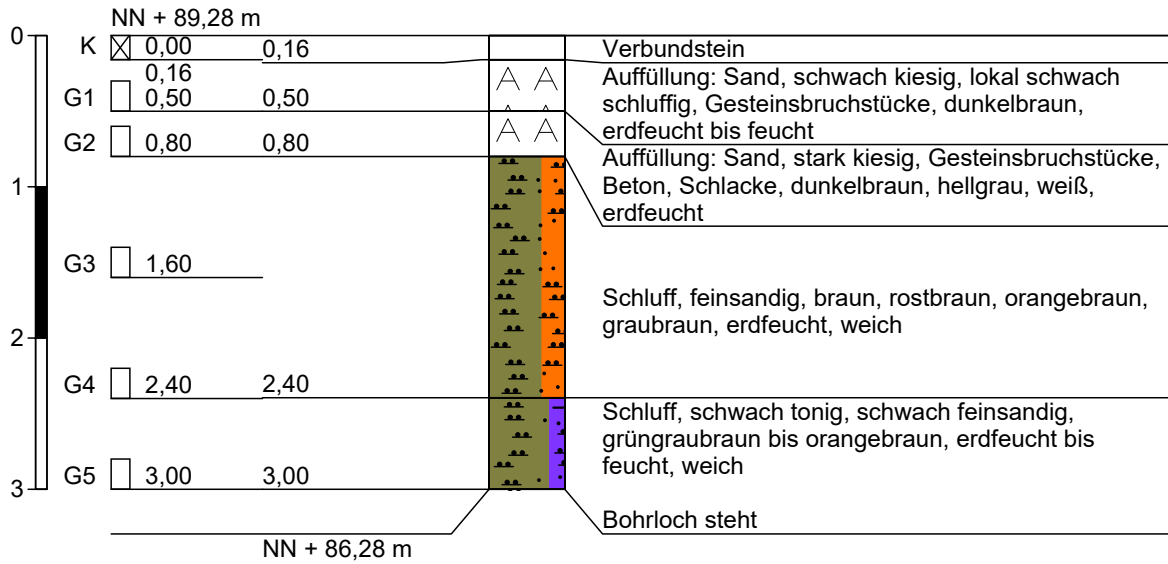 NN + 89,28 m
0
K 0,00 0,16 Verbundstein
0,16
G1 0,50 0,50
Auffüllung: Sand, schwach kiesig, lokal schwach
schluffig, Gesteinsbruchstücke, dunkelbraun,
erdfeucht bis feucht
G2 0,80 0,80
Auffüllung: Sand, stark kiesig, Gesteinsbruchstücke,
Beton, Schlacke, dunkelbraun, hellgrau, weiß,
erdfeucht
1
G3 1,60
Schluff, feinsandig, braun, rostbraun, orangebraun,
graubraun, erdfeucht, weich
2
G4 2,40 2,40
Schluff, schwach tonig, schwach feinsandig,
grüngraubraun bis orangebraun, erdfeucht bis
feucht, weich
G5 3,00 3,00
3
Bohrloch steht
NN + 86,28 m